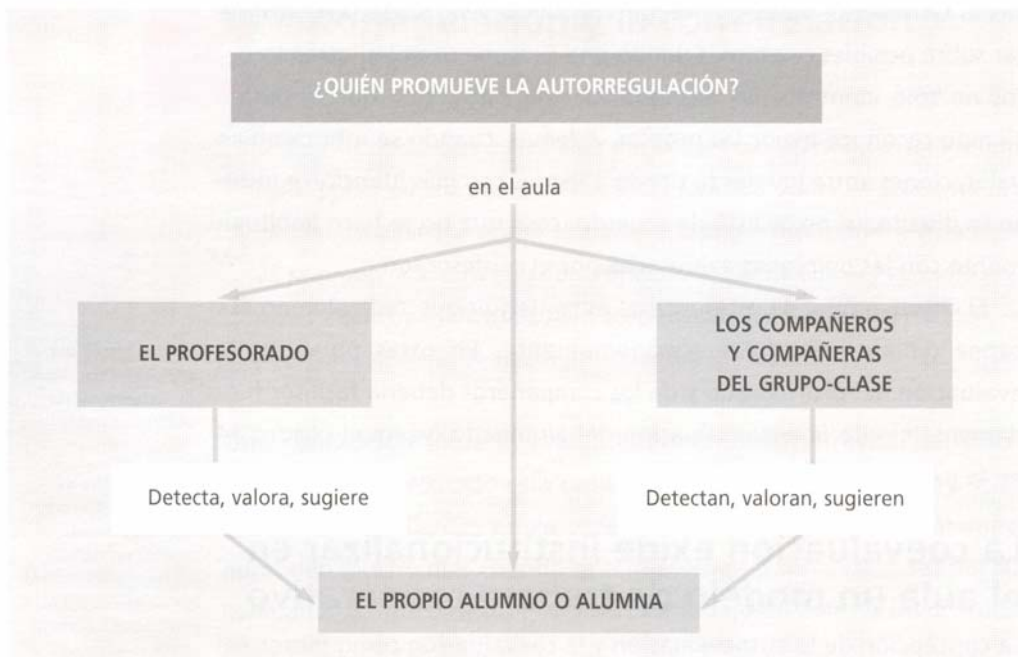 ¿QUIÉN PROMUEVE LA AUTORREGULACIÓN?
en el aula
EL PROFESORADO
LOS COMPAÑEROS
Y COMPAÑERAS
DEL GRUPO-CLASE
Detecta, valora, sugiere
Detectan, valoran, sugieren
EL PROPIO ALUMNO O ALUMNA